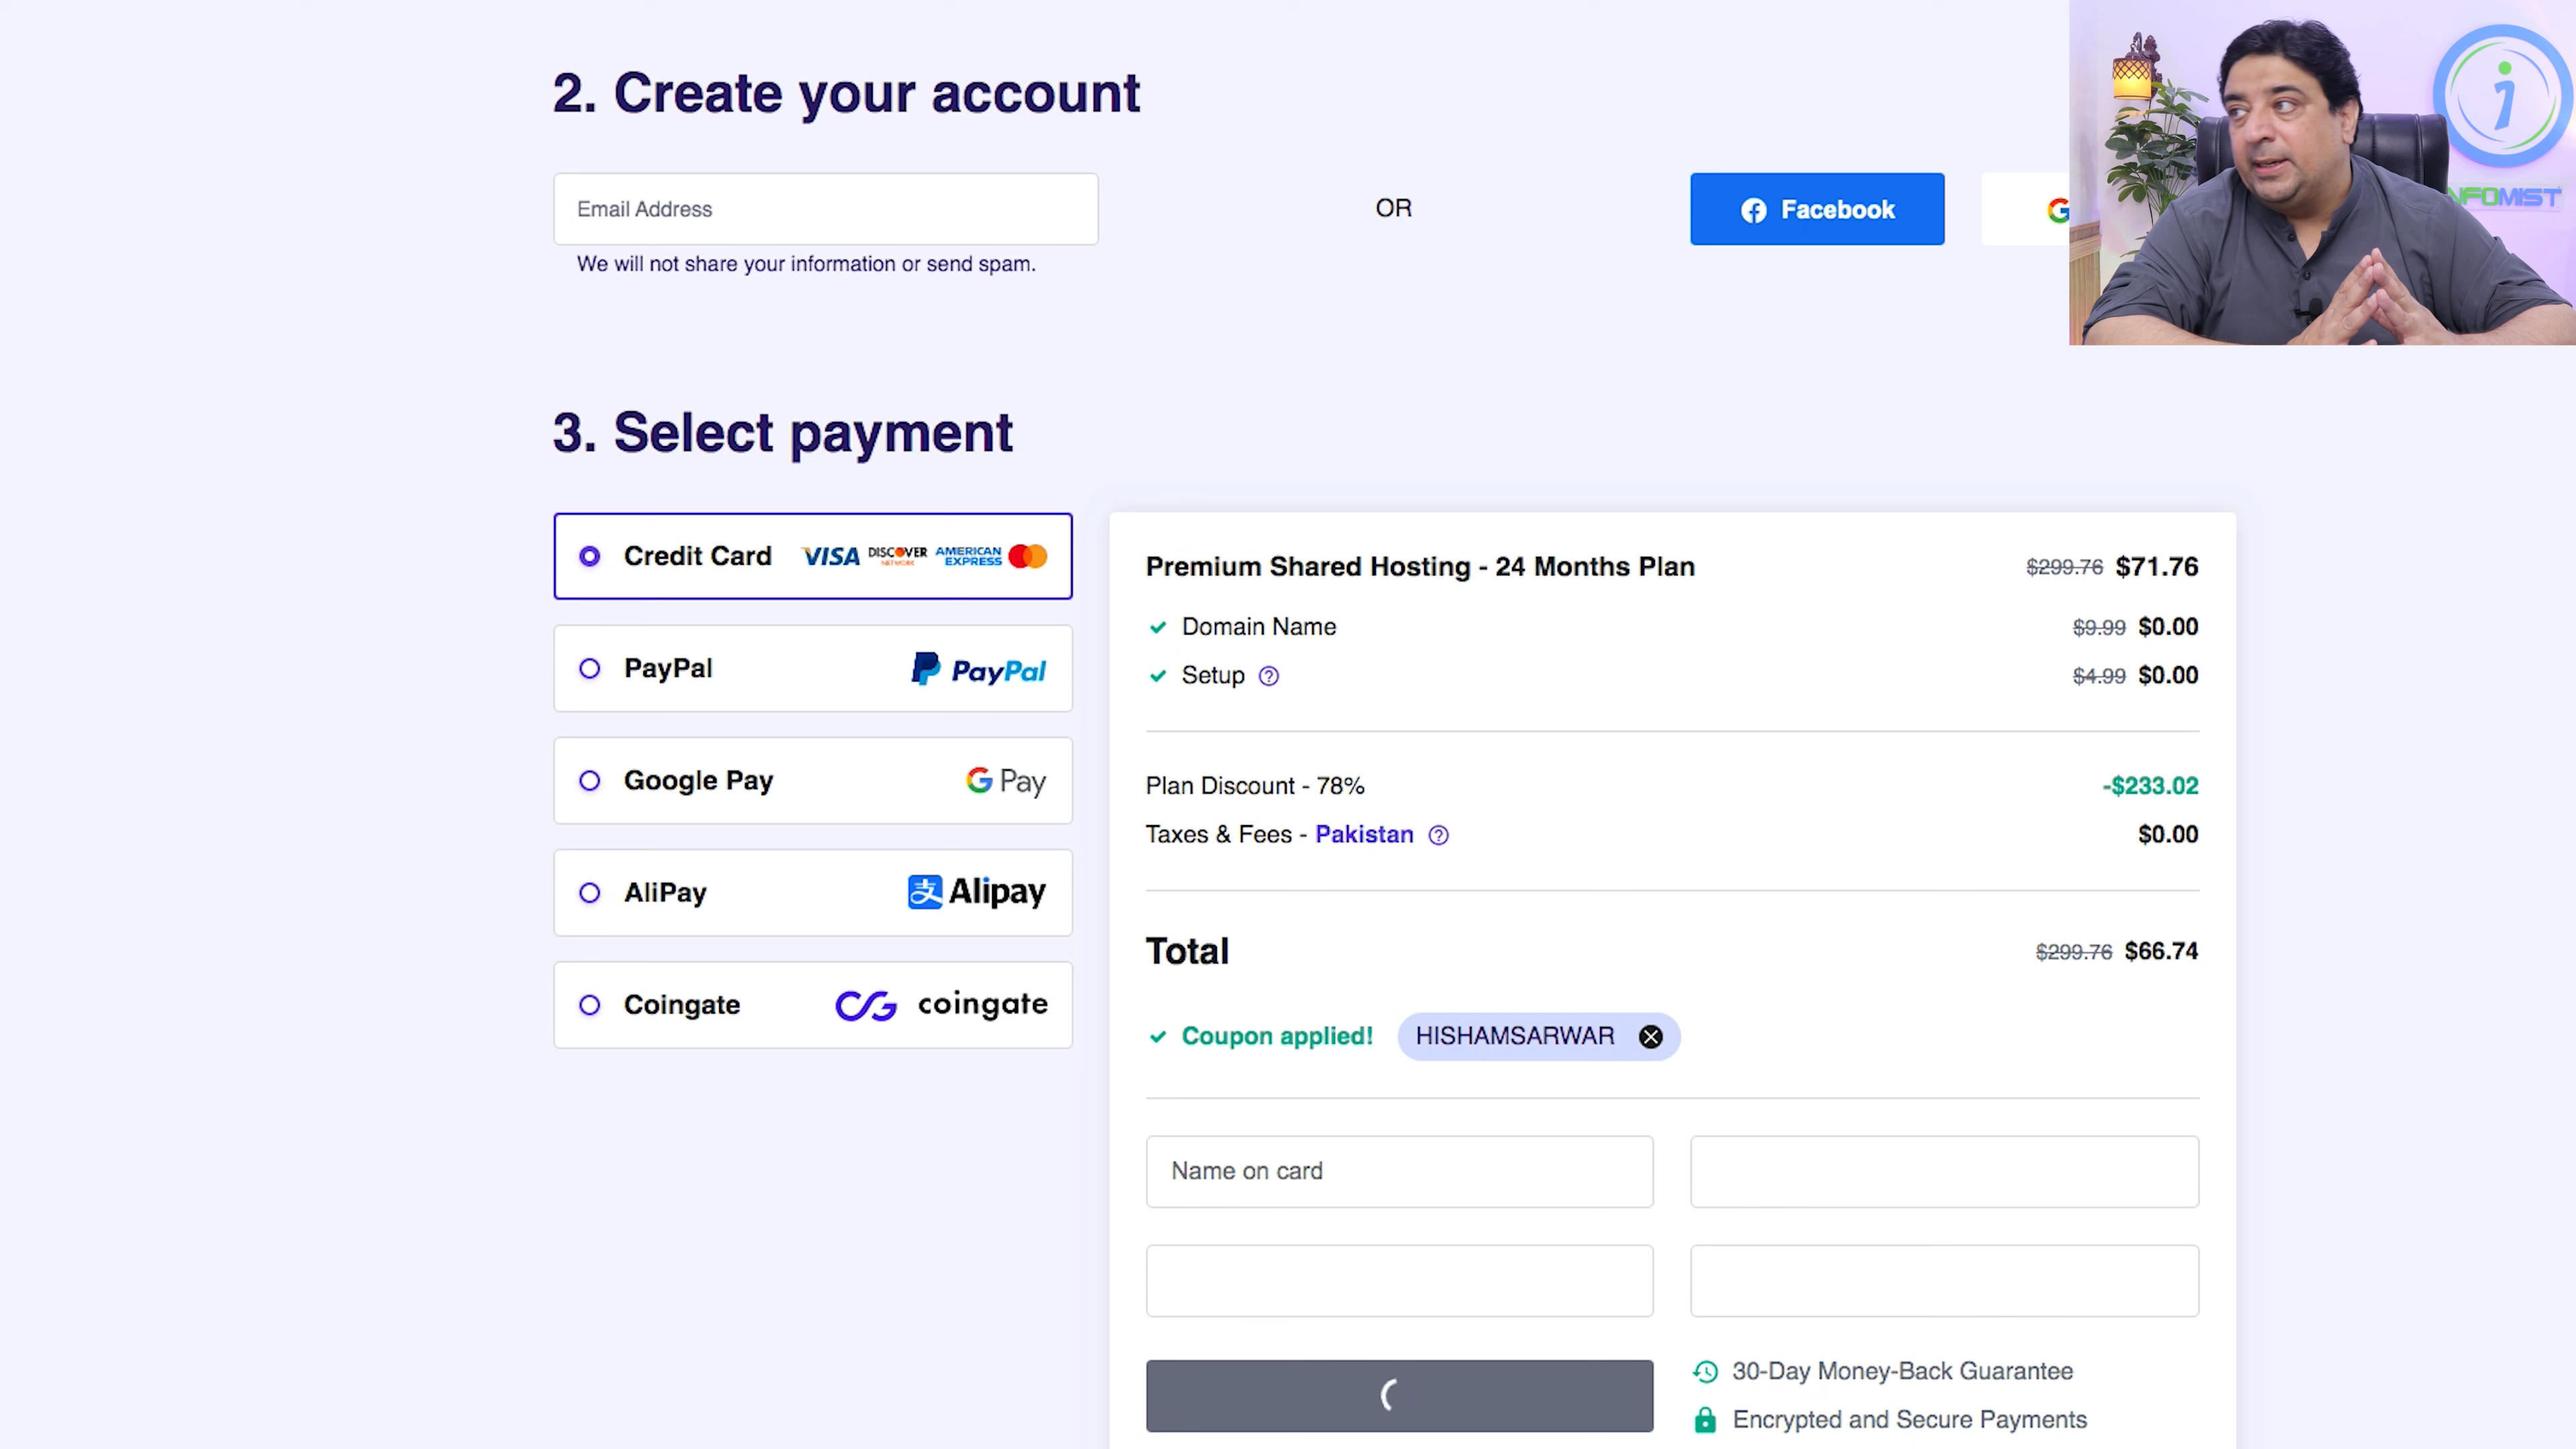 2. Create your account
Email Address
OR
Facebook
G
We will not share your information or send spam.
NFOMIST
3. Select payment
Credit Card VISA DISCOVER NETWORK AMERICAN EXPRESS
PayPal PayPal
Google Pay G Pay
AliPay 支 Alipay
Coingate CG coingate
Premium Shared Hosting - 24 Months Plan $299.76 $71.76
Domain Name $9.99 $0.00
Setup ? $4.99 $0.00
Plan Discount - 78% -$233.02
Taxes & Fees - Pakistan ? $0.00
Total $299.76 $66.74
Coupon applied! HISHAMSARWAR
Name on card
30-Day Money-Back Guarantee
Encrypted and Secure Payments